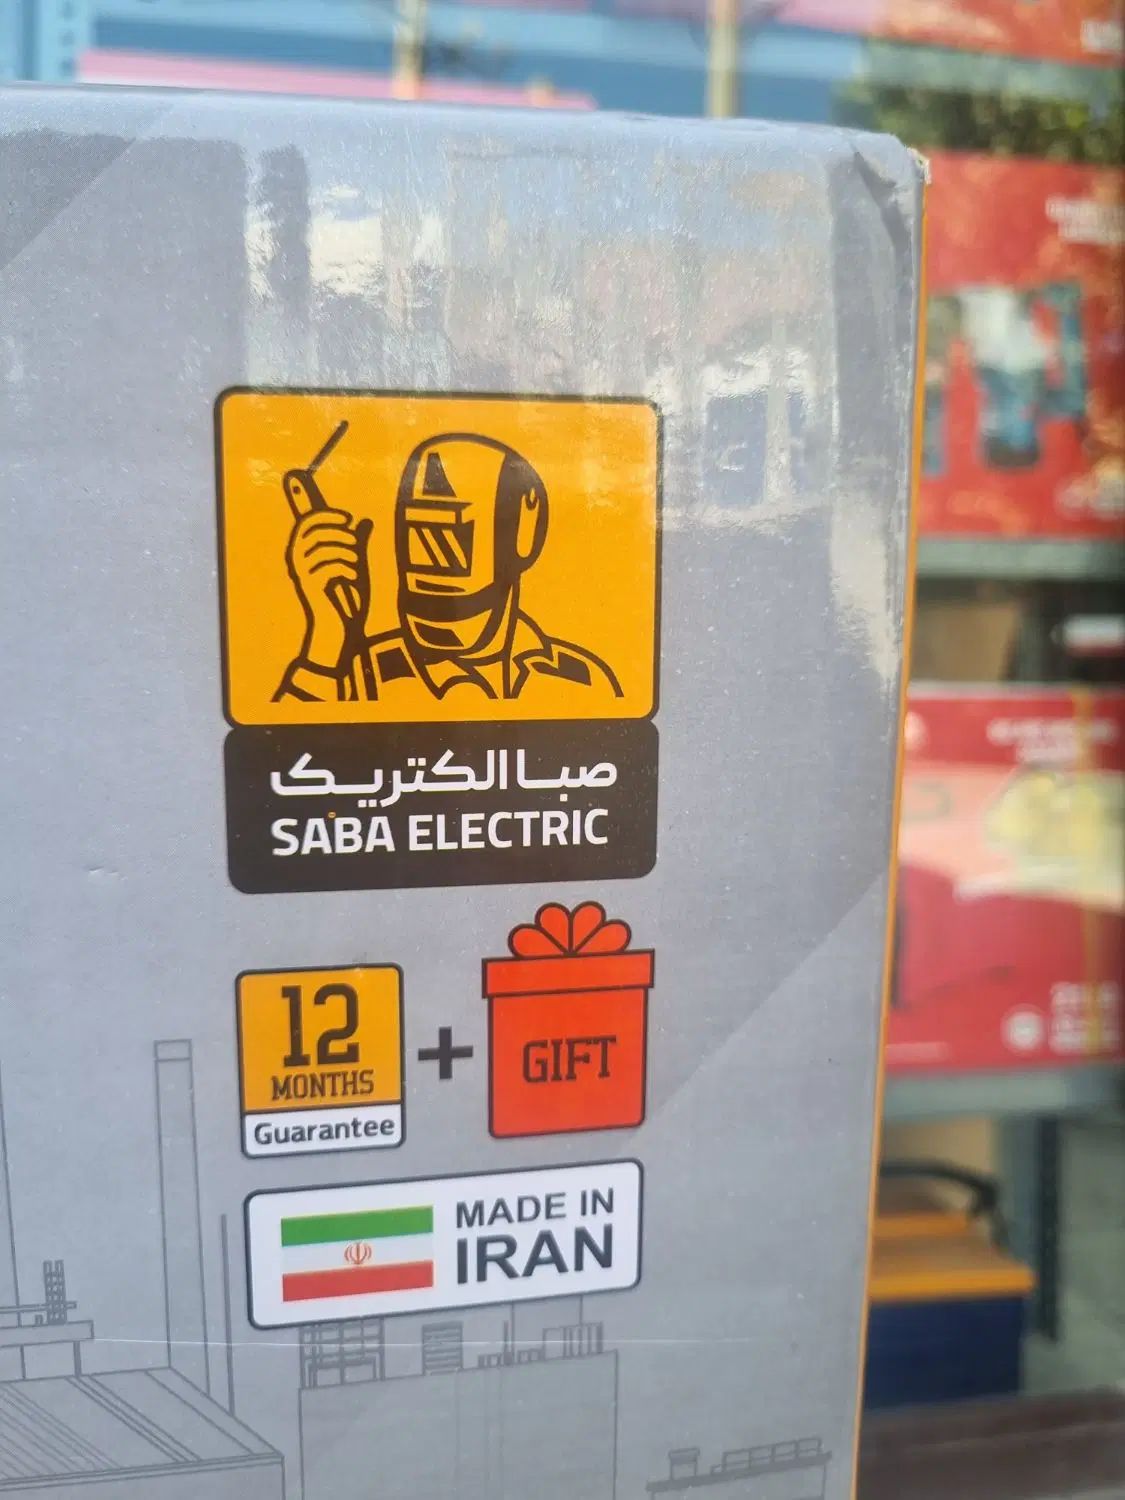 صبا الکتریک
SABA ELECTRIC
12
MONTHS
Guarantee
+
GIFT
MADE IN
IRAN